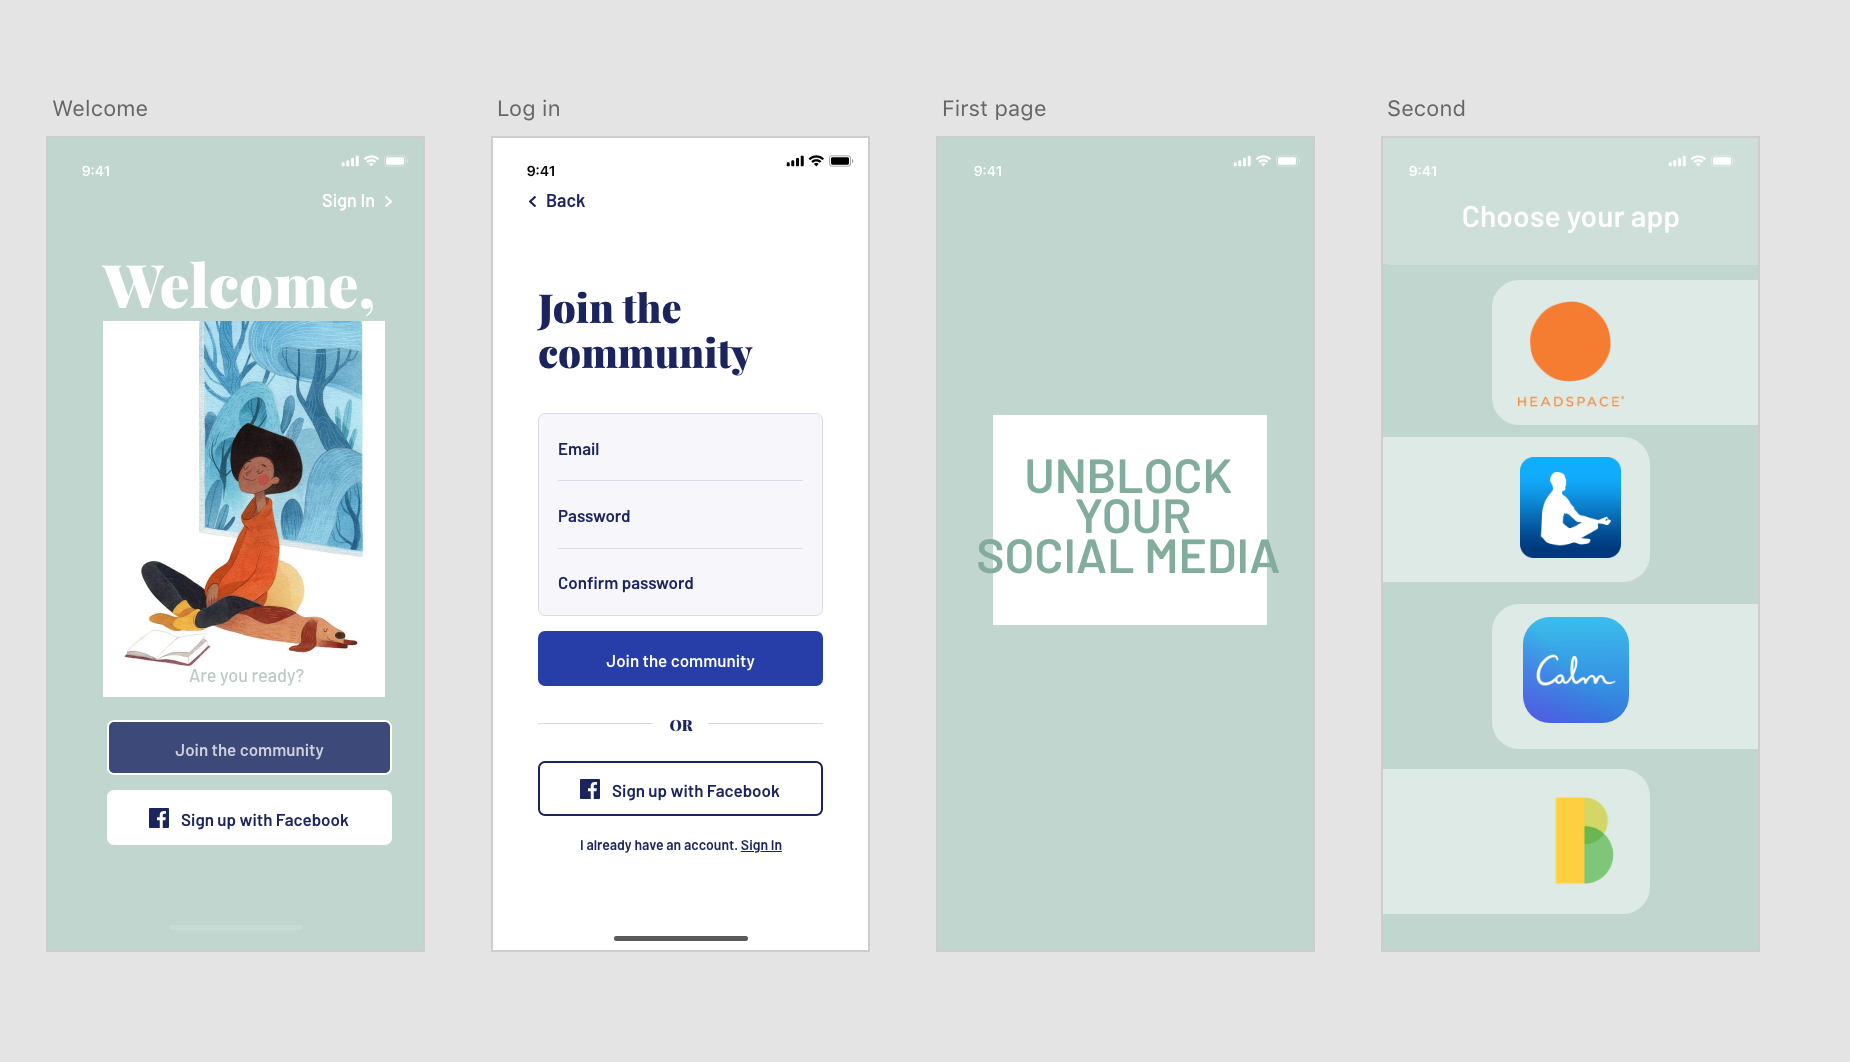 Welcome
9:41
Sign In
Welcome,
Are you ready?
Join the community
Sign up with Facebook
Log in
9:41
Back
Join the
community
Email
Password
Confirm password
Join the community
OR
Sign up with Facebook
I already have an account. Sign In
First page
9:41
UNBLOCK
YOUR
SOCIAL MEDIA
Second
9:41
Choose your app
HEADSPACE
Calm
B